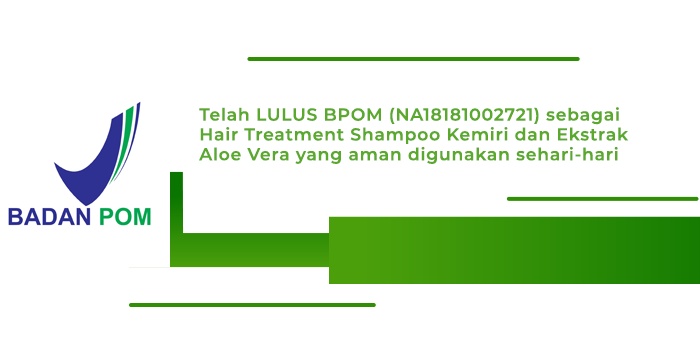 Telah LULUS BPOM (NA18181002721) sebagai
Hair Treatment Shampoo Kemiri dan Ekstrak
Aloe Vera yang aman digunakan sehari-hari
BADAN POM